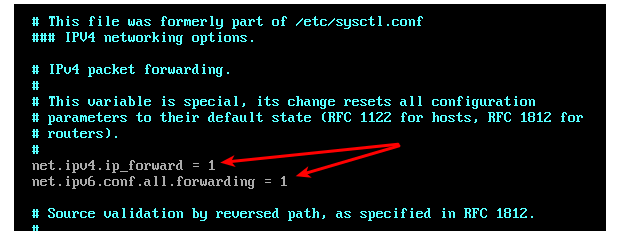 # This file was formerly part of /etc/sysctl.conf
### IPV4 networking options.
# IPv4 packet forwarding.
#
# This variable is special, its change resets all configuration
# parameters to their default state (RFC 1122 for hosts, RFC 1812 for
# routers).
#
net.ipv4.ip_forward = 1
net.ipv6.conf.all.forwarding = 1
# Source validation by reversed path, as specified in RFC 1812.
#